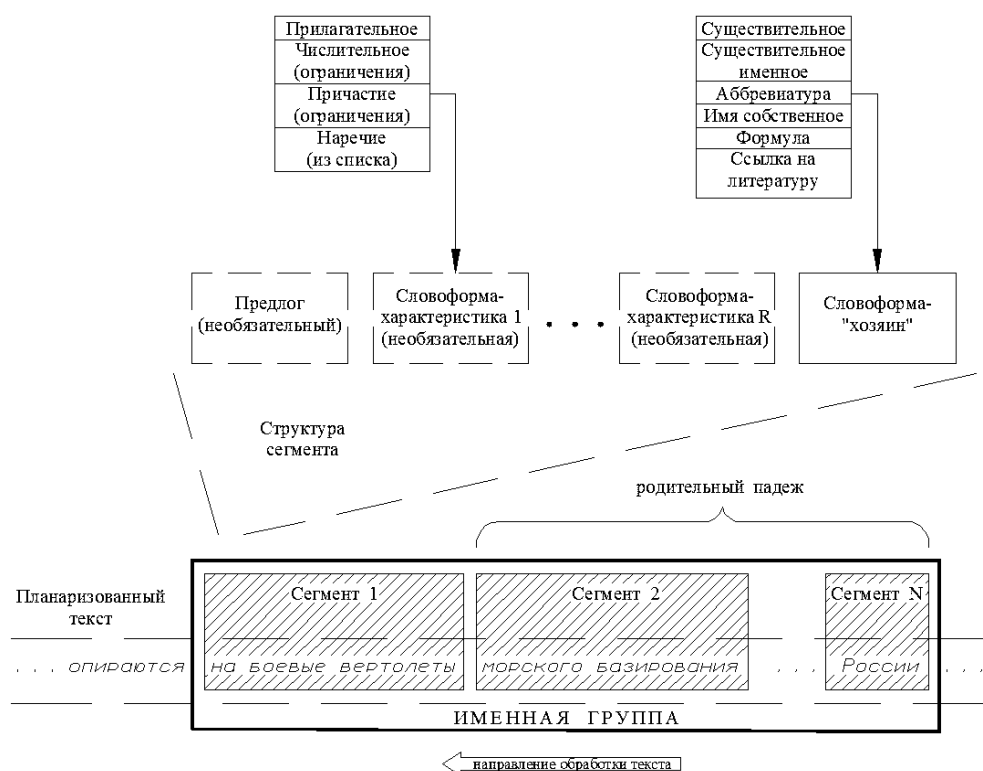 Прилагательное
Числительное
(ограничения)
Причастие
(ограничения)
Наречие
(из списка)
Существительное
Существительное
именное
Аббревиатура
Имя собственное
Формула
Ссылка на
литературу
Предлог
(необязательный)
Словоформа-
характеристика 1
(необязательная)
. . .
Словоформа-
характеристика R
(необязательная)
Словоформа-
"хозяин"
Структура
сегмента
родительный падеж
Планаризованный
текст
Сегмент 1
Сегмент 2
Сегмент N
. . . опираются на боевые вертолеты морского базирования . . . России . . .
ИМЕННАЯ ГРУППА
направление обработки текста